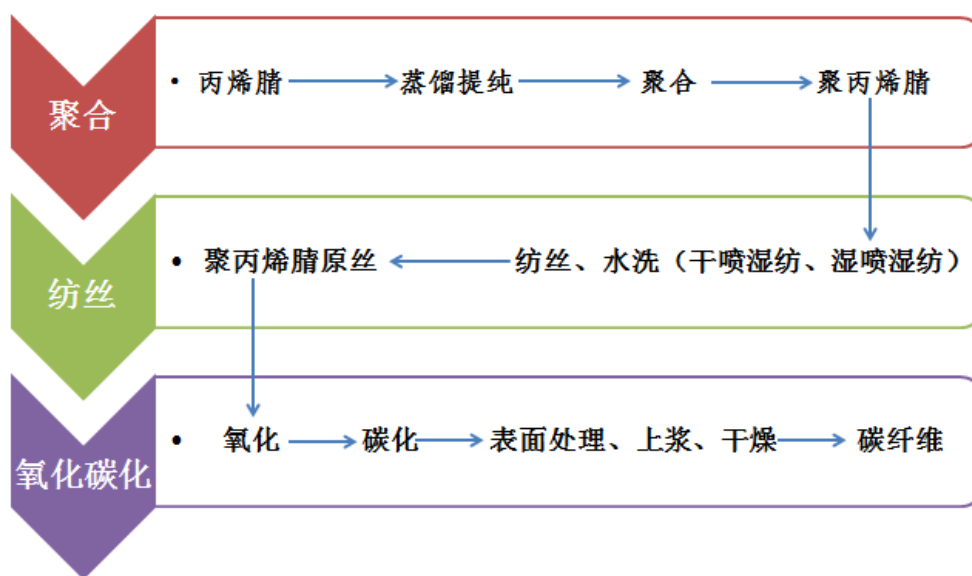 聚合
• 丙烯腈 蒸馏提纯 聚合 聚丙烯腈
纺丝
• 聚丙烯腈原丝 纺丝、水洗（干喷湿纺、湿喷湿纺）
氧化碳化
• 氧化 碳化 表面处理、上浆、干燥 碳纤维